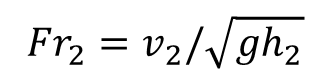 Fr₂ = v₂/√gh₂